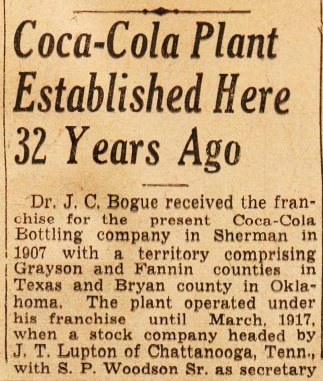 Coca-Cola Plant
Established Here
32 Years Ago
Dr. J. C. Bogue received the fran-
chise for the present Coca-Cola
Bottling company in Sherman in
1907 with a territory comprising
Grayson and Fannin counties in
Texas and Bryan county in Okla-
homa. The plant operated under
his franchise until March, 1917,
when a stock company headed by
J. T. Lupton of Chattanooga, Tenn.,
with S. P. Woodson Sr. as secretary